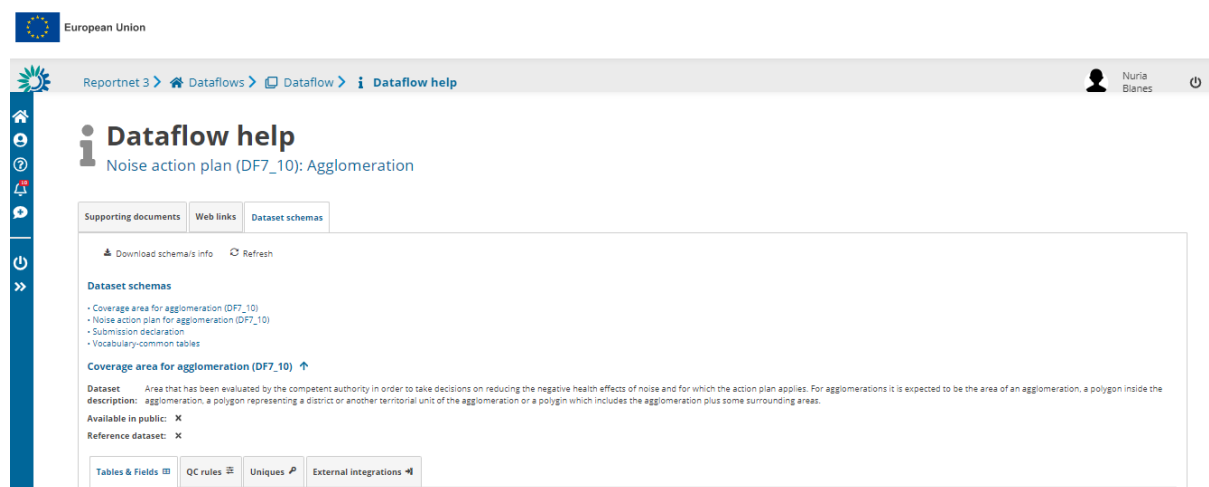 European Union
Reportnet 3 > Dataflows > Dataflow > Dataflow help
Nuria
Blanes
Dataflow help
Noise action plan (DF7_10): Agglomeration
Supporting documents Web links Dataset schemas
Download schema/s info Refresh
Dataset schemas
• Coverage area for agglomeration (DF7_10)
• Noise action plan for agglomeration (DF7_10)
• Submission declaration
• Vocabulary-common tables
Coverage area for agglomeration (DF7_10)
Dataset Area that has been evaluated by the competent authority in order to take decisions on reducing the negative health effects of noise and for which the action plan applies. For agglomerations it is expected to be the area of an agglomeration, a polygon inside the
description: agglomeration, a polygon representing a district or another territorial unit of the agglomeration or a polygin which includes the agglomeration plus some surrounding areas.
Available in public:
Reference dataset:
Tables & Fields QC rules Uniques External integrations